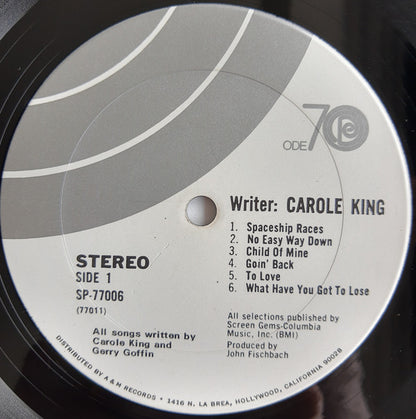 ODE 70
Writer: CAROLE KING
1. Spaceship Races
2. No Easy Way Down
3. Child Of Mine
4. Goin' Back
5. To Love
6. What Have You Got To Lose
STEREO
SIDE 1
SP-77006
(77011)
All songs written by
Carole King and
Gerry Goffin
All selections published by
Screen Gems-Columbia
Music, Inc. (BMI)
Produced by
John Fischbach
DISTRIBUTED BY A & M RECORDS • 1416 N. LA BREA, HOLLYWOOD, CALIFORNIA 90028